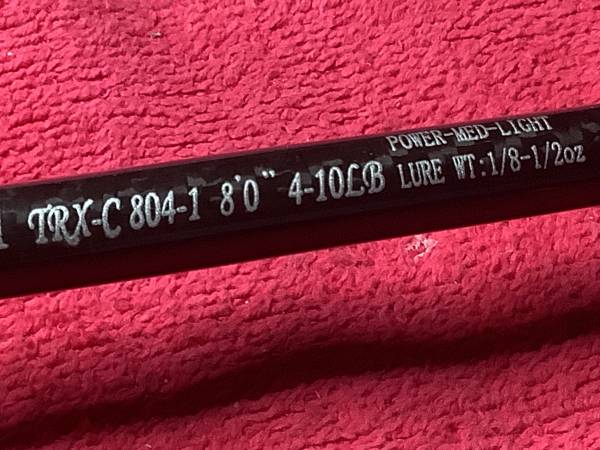 TRX-C 804-1 8'0" 4-10LB
POWER-MED-LIGHT
LURE WT:1/8-1/2oz